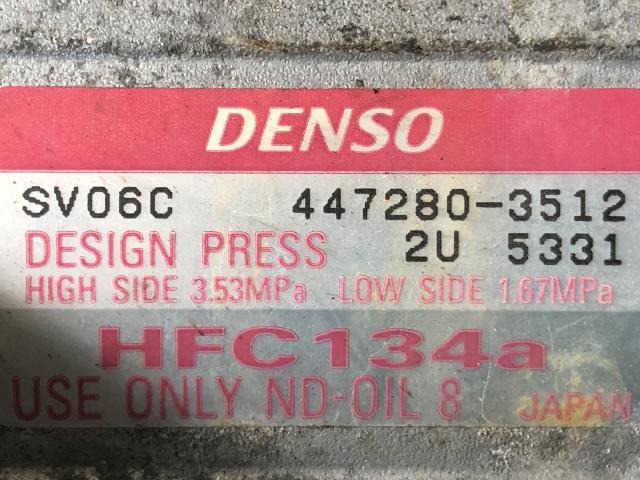 DENSO
SV06C 447280-3512
DESIGN PRESS 2U 5331
HIGH SIDE 3.53MPa LOW SIDE 1.67MPa
HFC134a
USE ONLY ND-OIL 8 JAPAN